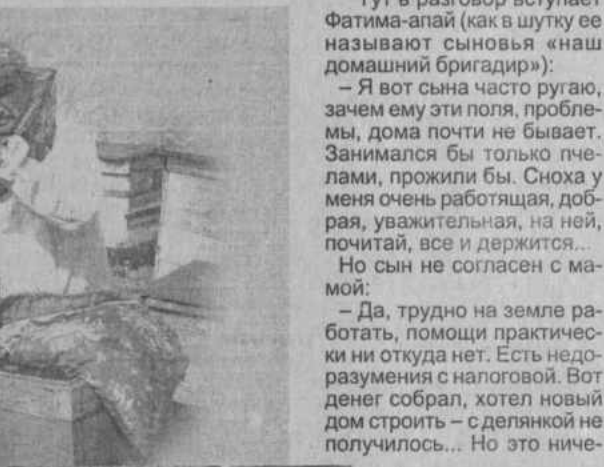 Тут в разговор вступает
Фатима-апай (как в шутку ее
называют сыновья «наш
домашний бригадир»):
– Я вот сына часто ругаю,
зачем ему эти поля, пробле-
мы, дома почти не бывает.
Занимался бы только пче-
лами, прожили бы. Сноха у
меня очень работящая, доб-
рая, уважительная, на ней,
почитай, все и держится...
Но сын не согласен с ма-
мой:
– Да, трудно на земле ра-
ботать, помощи практичес-
ки ни откуда нет. Есть недо-
разумения с налоговой. Вот
денег собрал, хотел новый
дом строить – с делянкой не
получилось... Но это ниче-